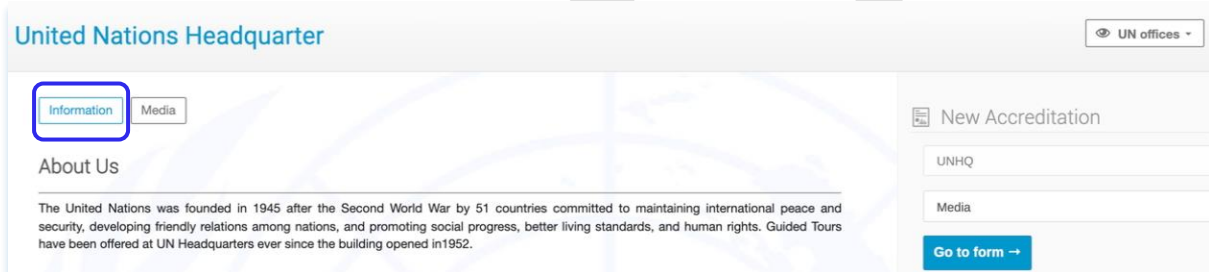 United Nations Headquarter
UN offices
Information
Media
About Us
The United Nations was founded in 1945 after the Second World War by 51 countries committed to maintaining international peace and
security, developing friendly relations among nations, and promoting social progress, better living standards, and human rights. Guided Tours
have been offered at UN Headquarters ever since the building opened in1952.
New Accreditation
UNHQ
Media
Go to form →